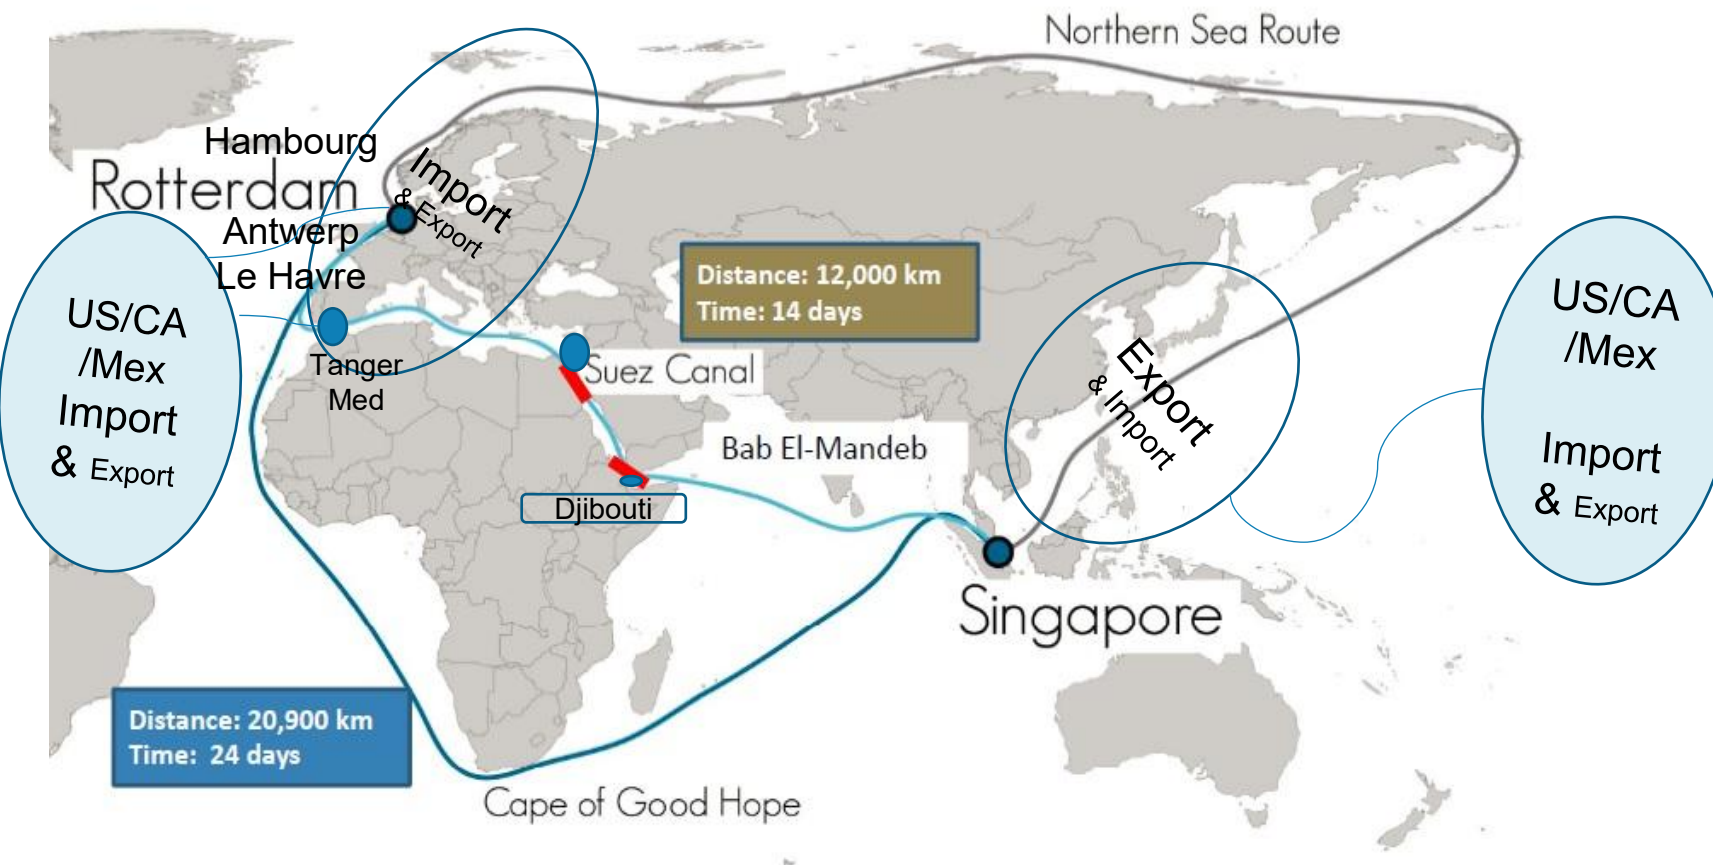 Northern Sea Route
Hambourg
Rotterdam
Import
& Export
Antwerp
Le Havre
US/CA
/Mex
Import
& Export
Distance: 12,000 km
Time: 14 days
US/CA
/Mex
Import
& Export
Tanger
Med
Suez Canal
Export
& Import
Bab El-Mandeb
Djibouti
Singapore
Distance: 20,900 km
Time: 24 days
Cape of Good Hope